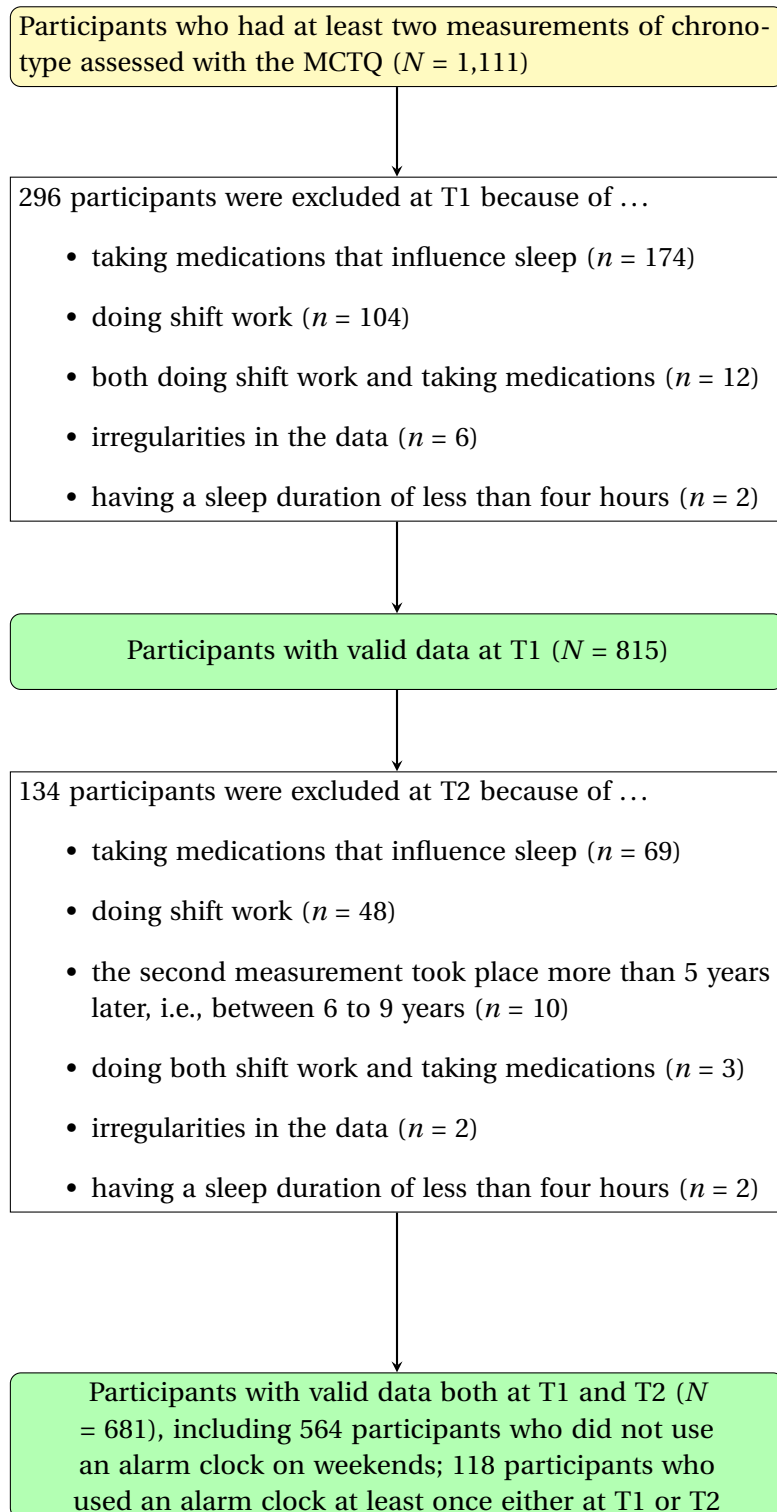 Participants who had at least two measurements of chrono-
type assessed with the MCTQ (N = 1,111)
296 participants were excluded at T1 because of …
• taking medications that influence sleep (n = 174)
• doing shift work (n = 104)
• both doing shift work and taking medications (n = 12)
• irregularities in the data (n = 6)
• having a sleep duration of less than four hours (n = 2)
Participants with valid data at T1 (N = 815)
134 participants were excluded at T2 because of …
• taking medications that influence sleep (n = 69)
• doing shift work (n = 48)
• the second measurement took place more than 5 years
later, i.e., between 6 to 9 years (n = 10)
• doing both shift work and taking medications (n = 3)
• irregularities in the data (n = 2)
• having a sleep duration of less than four hours (n = 2)
Participants with valid data both at T1 and T2 (N
= 681), including 564 participants who did not use
an alarm clock on weekends; 118 participants who
used an alarm clock at least once either at T1 or T2